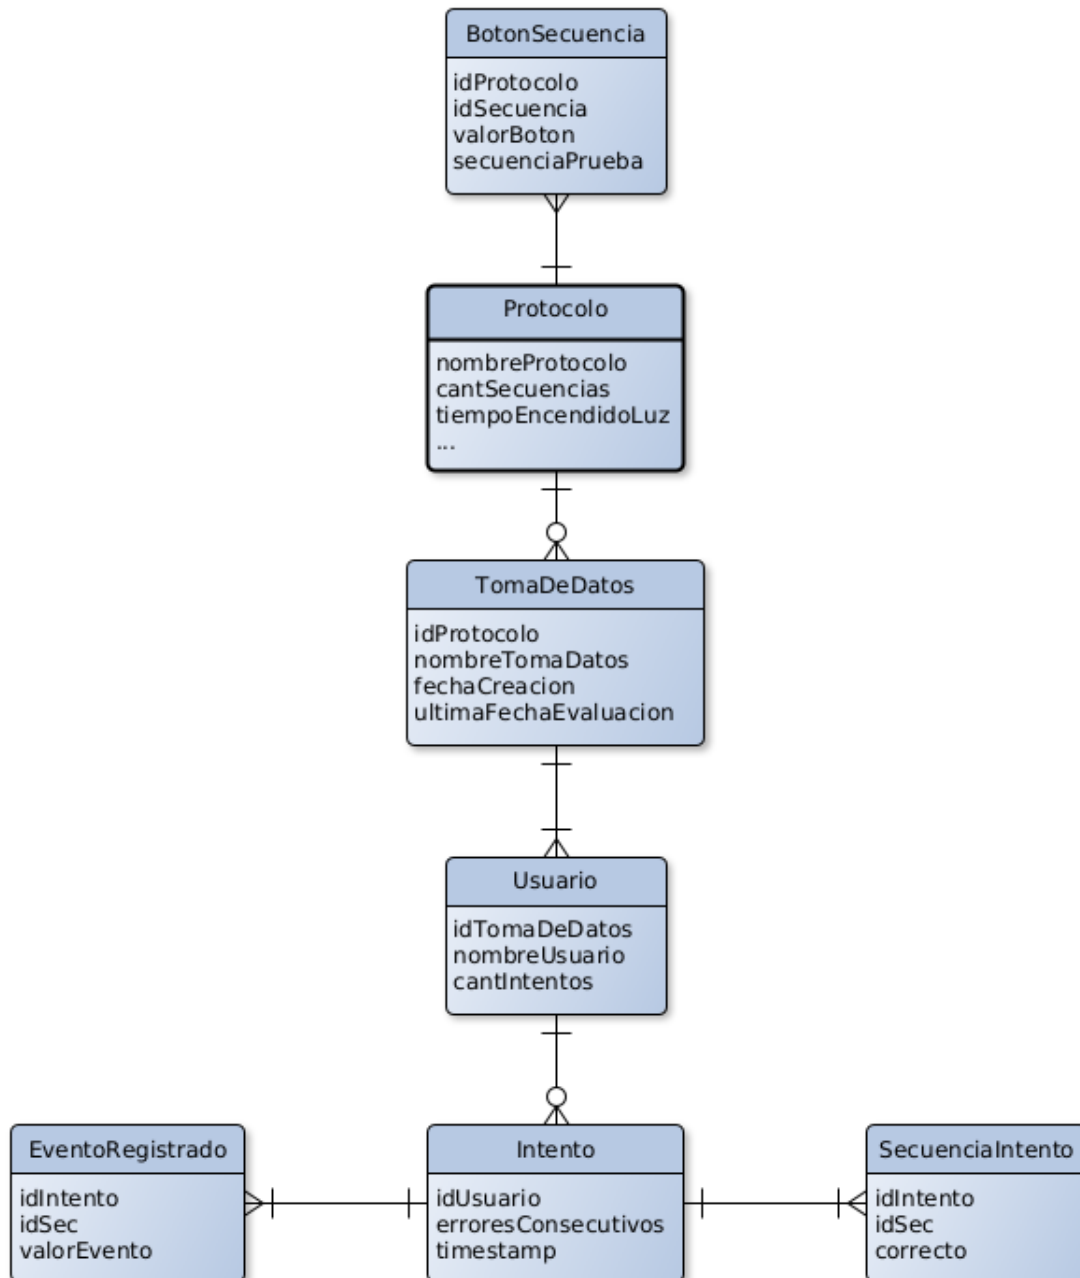 BotonSecuencia
idProtocolo
idSecuencia
valorBoton
secuenciaPrueba
Protocolo
nombreProtocolo
cantSecuencias
tiempoEncendidoLuz
...
TomaDeDatos
idProtocolo
nombreTomaDatos
fechaCreacion
ultimaFechaEvaluacion
Usuario
idTomaDeDatos
nombreUsuario
cantIntentos
EventoRegistrado
idIntento
idSec
valorEvento
Intento
idUsuario
erroresConsecutivos
timestamp
SecuenciaIntento
idIntento
idSec
correcto